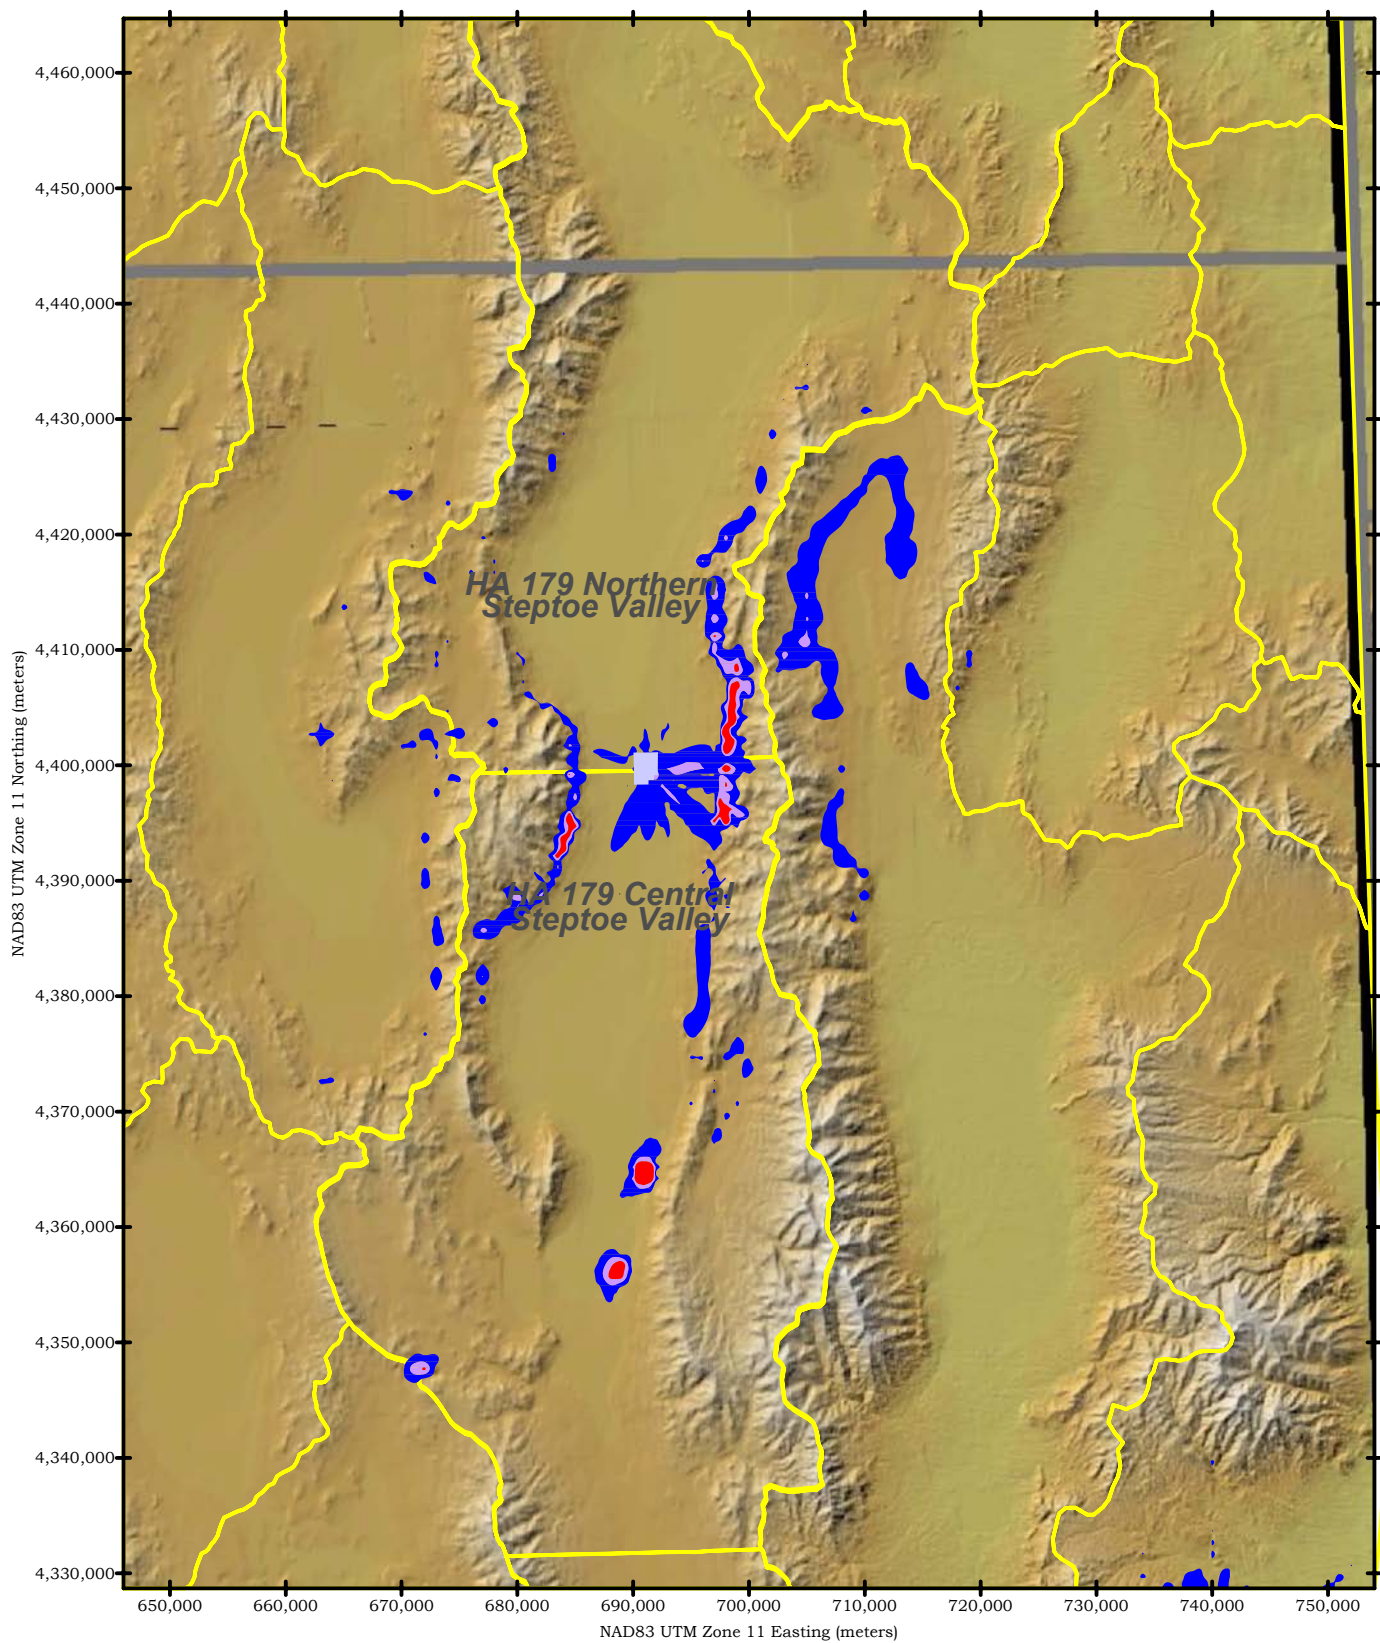 4,460,000
4,450,000
4,440,000
4,430,000
4,420,000
HA 179 Northern
Steptoe Valley
4,410,000
4,400,000
4,390,000
HA 179 Central
Steptoe Valley
4,380,000
4,370,000
4,360,000
4,350,000
4,340,000
4,330,000
NAD83 UTM Zone 11 Northing (meters)
650,000 660,000 670,000 680,000 690,000 700,000 710,000 720,000 730,000 740,000 750,000
NAD83 UTM Zone 11 Easting (meters)